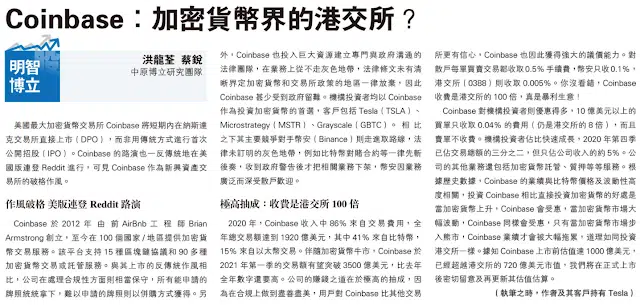 Coinbase：加密貨幣界的港交所？
明智
博立
洪龍荃 蔡銳
中原博立研究團隊
美國最大加密貨幣交易所 Coinbase 將短期內在納斯達
克交易所直接上市（DPO），而非用傳統方式進行首次
公開招股（IPO）。Coinbase 的路演也一反傳統地在美
國版連登 Reddit 進行，可見 Coinbase 作為新興資產交
易所的破格作風。
作風破格 美版連登 Reddit 路演
Coinbase 於 2012 年 由 前 AirBnb 工 程 師 Brian
Armstrong 創立，至今在 100 個國家 / 地區提供加密貨
幣交易服務。該平台支持 15 種區塊鏈協議和 90 多種
加密貨幣交易或託管服務。與其上市的反傳統作風相
比，公司在處理合規性方面則相當保守，所有能申請的
牌照統統拿下，難以申請的牌照則以併購方式獲得。另
外，Coinbase 也投入巨大資源建立專門與政府溝通的
法律團隊，在業務上從不走灰色地帶，法律條文未有清
晰界定加密貨幣和交易所政策的地區一律放棄。因此
Coinbase 甚少受到政府留難。機構投資者均以 Coinbase
作為投資加密貨幣的首選，客戶包括 Tesla（TSLA）、
Microstrategy（MSTR）、Grayscale（GBTC）。 相 比
之下其主要競爭對手幣安（Binance）則走進取路線，法
律未訂明的灰色地帶，例如比特幣對賭合約等一律先斬
後奏，收到政府警告後才把相關業務下架，幣安因業務
廣泛而深受散戶歡迎。
極高抽成：收費是港交所 100 倍
2020 年，Coinbase 收入中 86% 來自交易費用，全
年總交易額達到 1920 億美元，其中 41% 來自比特幣，
15% 來自以太幣交易。伴隨加密貨幣牛市，Coinbase 於
2021 年第一季的交易額有望突破 3500 億美元，比去年
全年數字還要高。公司的賺錢之道在於極高的抽成，因
為在合規上做到盡善盡美，用戶對 Coinbase 比其他交易
所更有信心，Coinbase 也因此獲得強大的議價能力。對
散戶每單買賣交易都收取 0.5% 手續費，幣安只收 0.1%，
港交所（0388）則收取 0.005%。你沒看錯，Coinbase
收費是港交所的 100 倍，真是暴利生意！
Coinbase 對機構投資者則優惠得多，10 億美元以上的
買單只收取 0.04% 的費用（仍是港交所的 8 倍），而且
賣單不收費。機構投資者佔比快速成長，2020 年第四季
已佔交易總額的三分之二，但只佔公司收入的約 5%。公
司的其他業務還包括加密貨幣託管、質押等等服務。根
據歷史數據，Coinbase 的業績與比特幣價格及波動性高
度相關，投資 Coinbase 相比直接投資加密貨幣的好處是
當加密貨幣上升，Coinbase 會受惠，當加密貨幣市場大
幅波動，Coinbase 同樣會受惠，只有當加密貨幣市場步
入熊市，Coinbase 業績才會被大幅拖累，道理如同投資
港交所一樣。據知 Coinbase 上市前估值達 1000 億美元，
已經超越港交所的 720 億美元市值，我們將在正式上市
後密切留意及再更新其估值估算。
（執筆之時，作者及其客戶持有 Tesla）